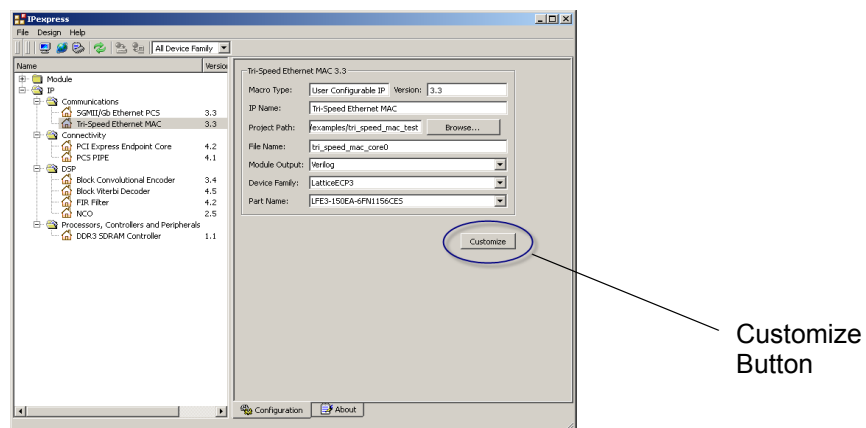 IPexpress
File Design Help
All Device Family
Name Version
Module
IP
Communications
SGMII/Gb Ethernet PCS 3.3
Tri-Speed Ethernet MAC 3.3
Connectivity
PCI Express Endpoint Core 4.2
PCS PIPE 4.1
DSP
Block Convolutional Encoder 3.4
Block Viterbi Decoder 4.5
FIR Filter 4.2
NCO 2.5
Processors, Controllers and Peripherals
DDR3 SDRAM Controller 1.1
Tri-Speed Ethernet MAC 3.3
Macro Type: User Configurable IP Version: 3.3
IP Name: Tri-Speed Ethernet MAC
Project Path: /examples/tri_speed_mac_test Browse...
File Name: tri_speed_mac_core0
Module Output: Verilog
Device Family: LatticeECP3
Part Name: LFE3-150EA-6FN1156CES
Customize
Configuration About
Customize
Button